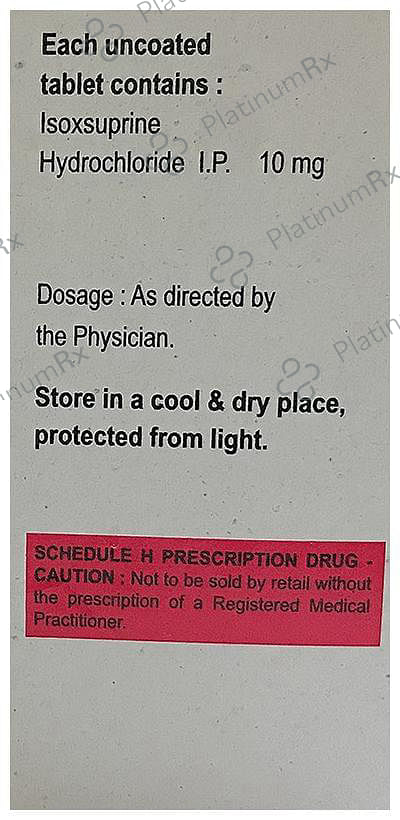 Each uncoated
tablet contains :
Isoxsuprine
Hydrochloride I.P. 10 mg
Dosage : As directed by
the Physician.
Store in a cool & dry place,
protected from light.
SCHEDULE H PRESCRIPTION DRUG -
CAUTION : Not to be sold by retail without
the prescription of a Registered Medical
Practitioner.
PlatinumRx
PlatinumRx